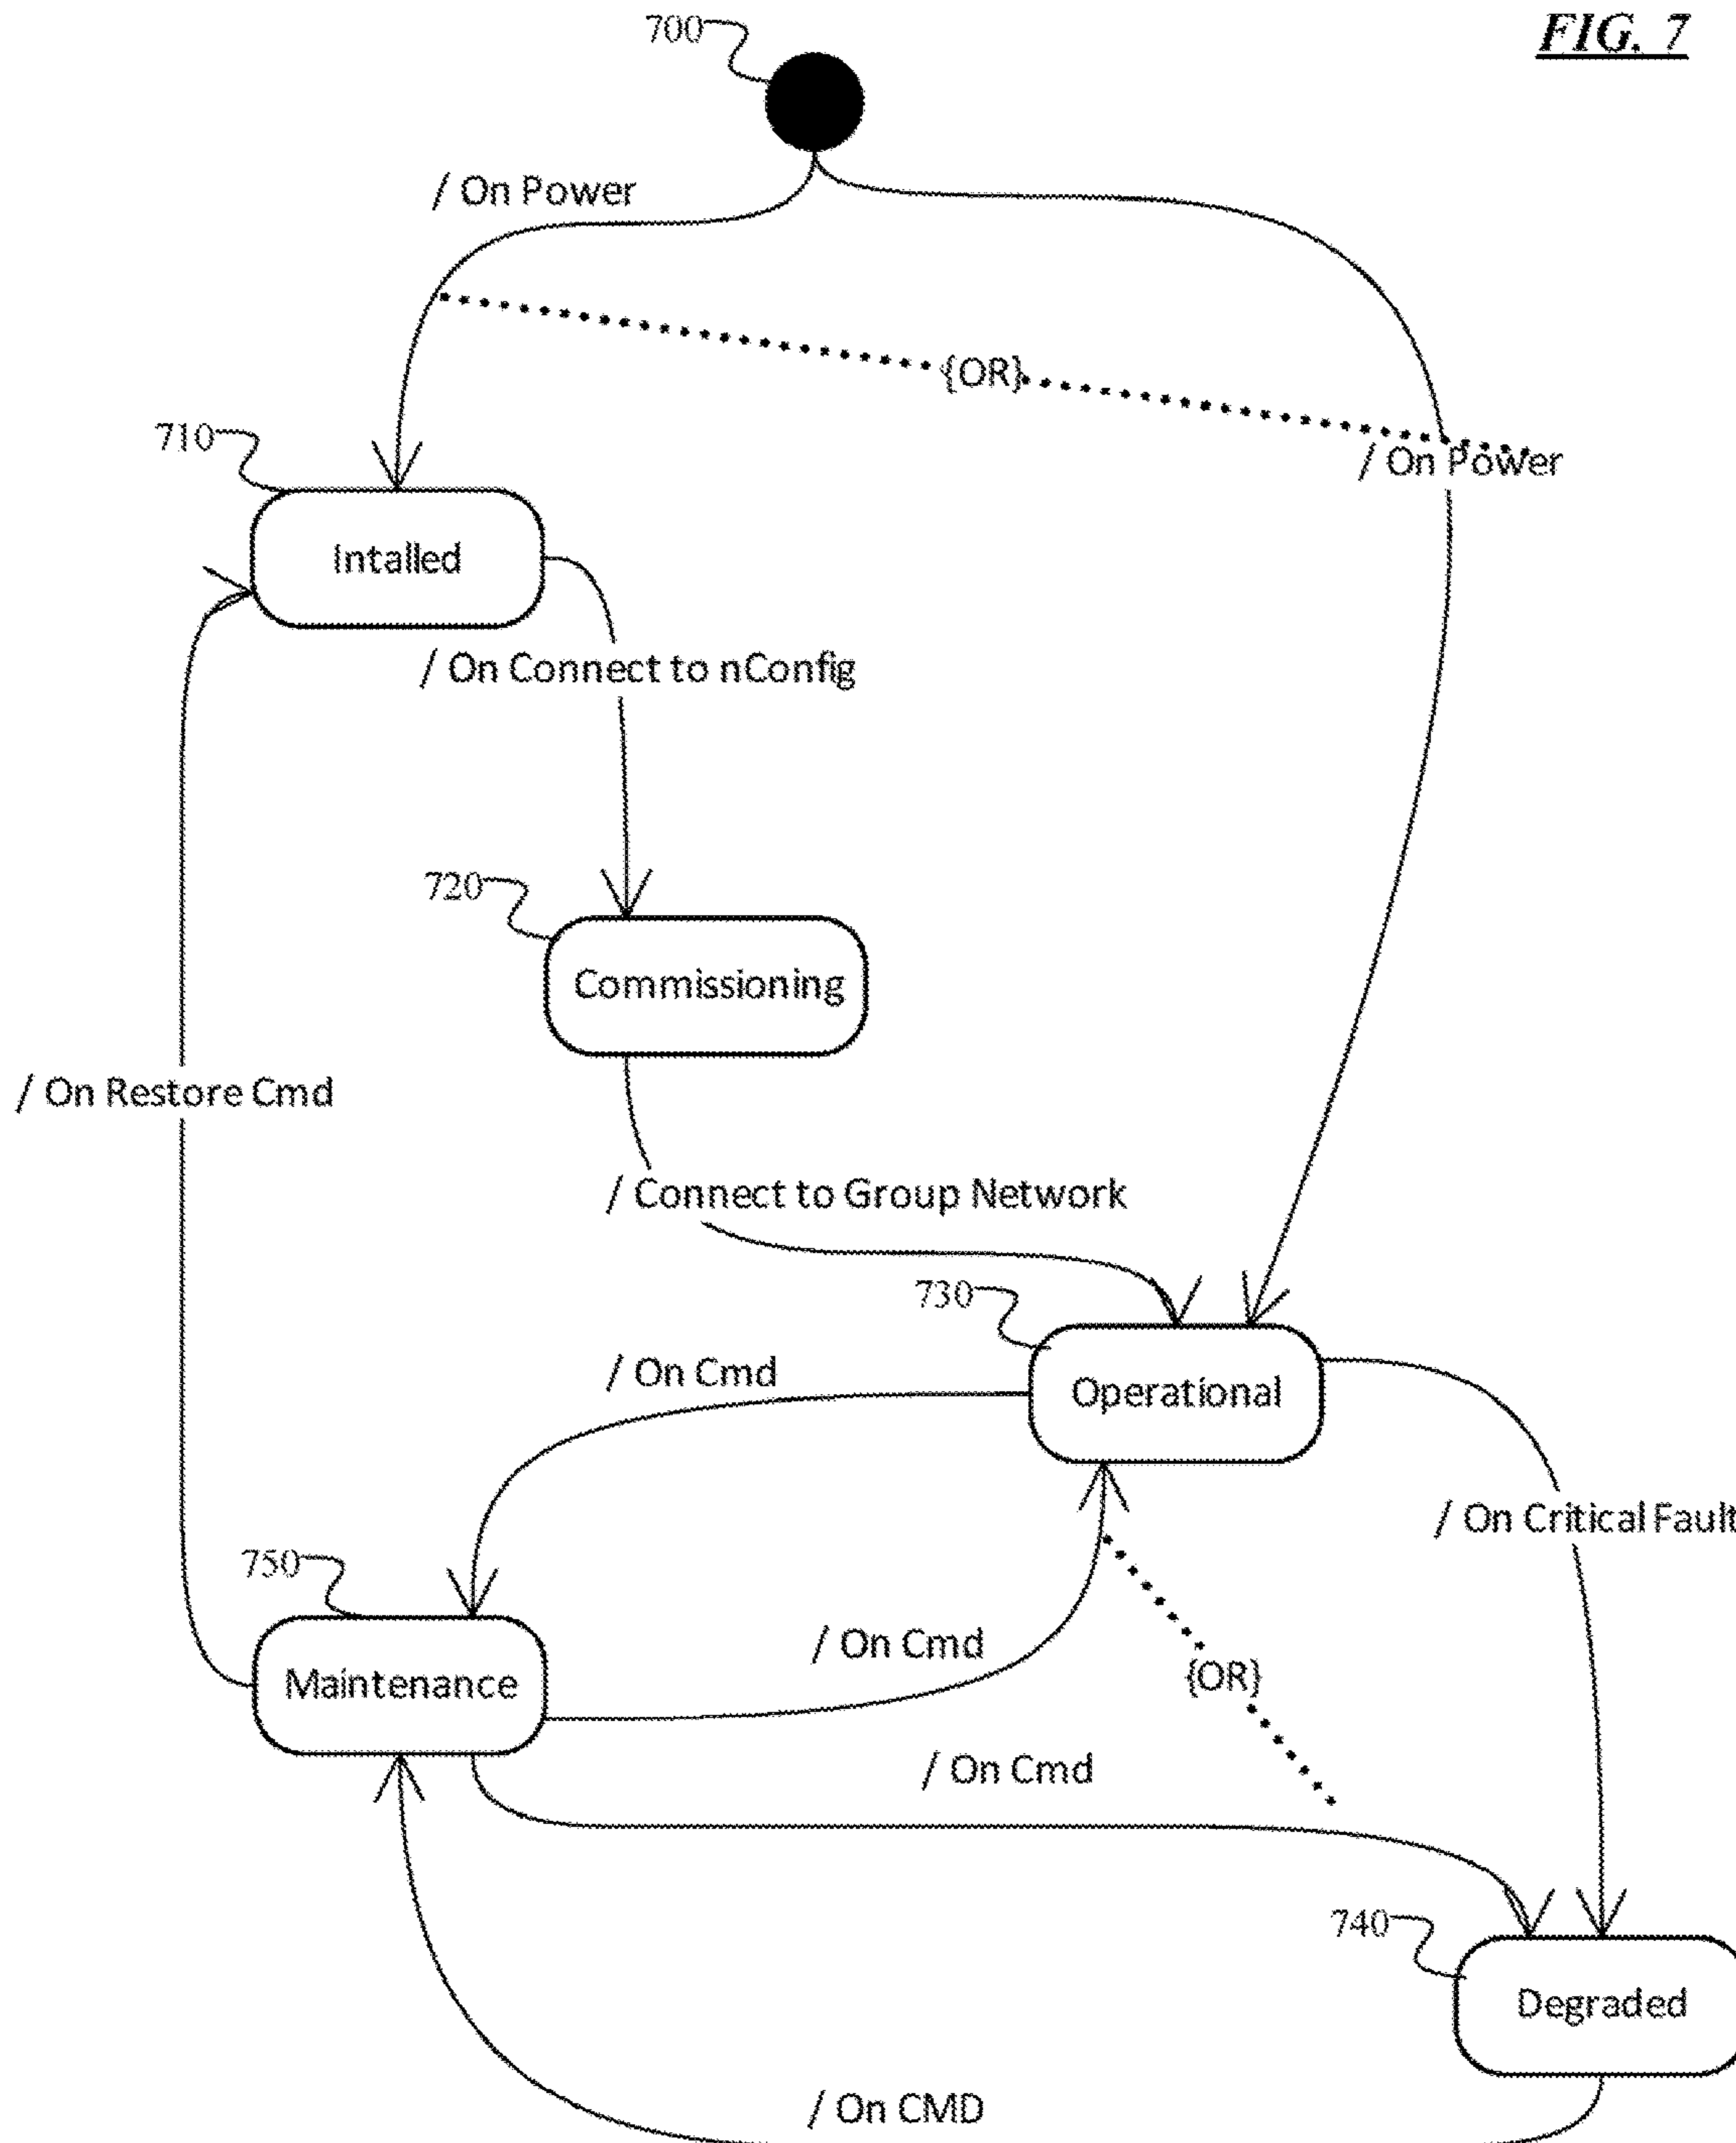 700
FIG. 7
/ On Power
{OR}
710
/ On Power
Intalled
/ On Connect to nConfig
720
Commissioning
/ On Restore Cmd
/ Connect to Group Network
730
/ On Cmd
Operational
/ On Critical Fault
750
/ On Cmd
{OR}
Maintenance
/ On Cmd
740
Degraded
/ On CMD